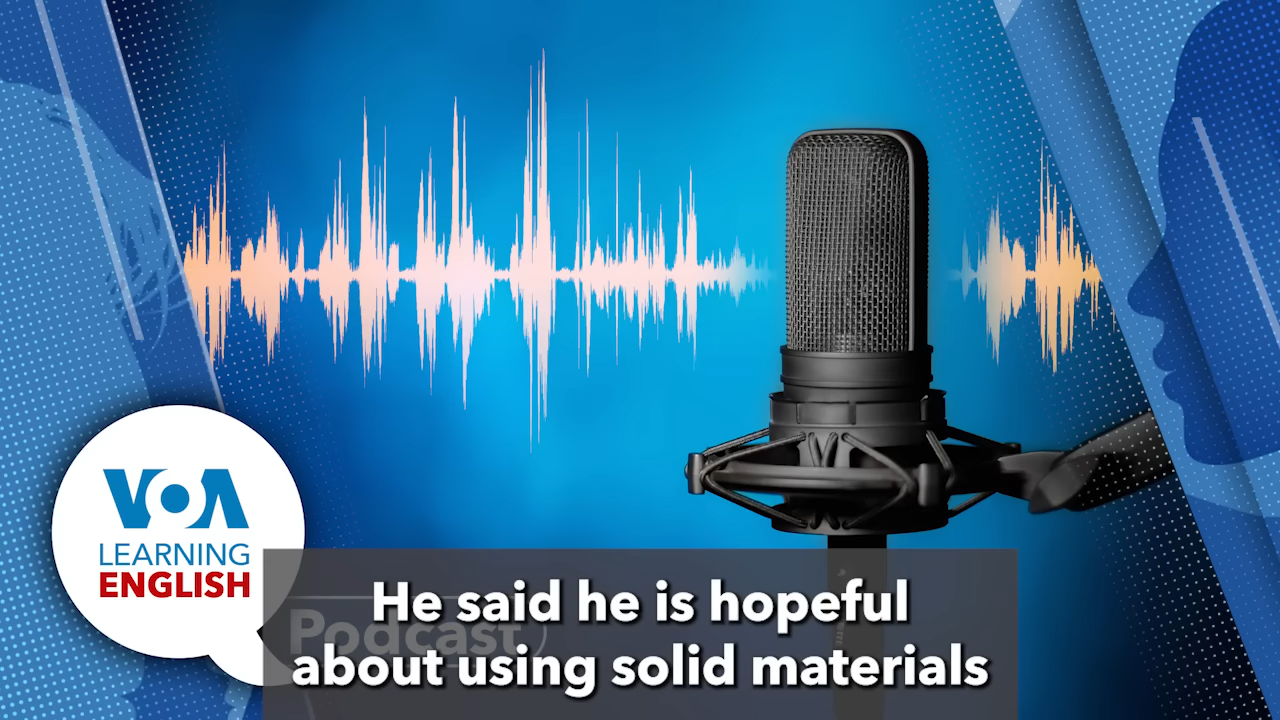 VOA
LEARNING
ENGLISH
Podcast
He said he is hopeful
about using solid materials